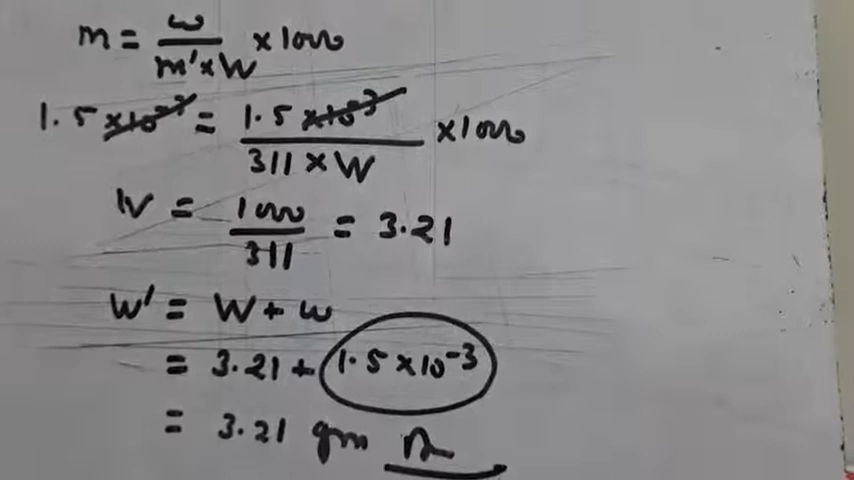 m = w / m' × W × 1000
1.5 ×10⁻³ = 1.5 ×10⁻³ / 311 × W × 1000
W = 1000 / 311 = 3.21
W' = W + w
= 3.21 + 1.5 × 10⁻³
= 3.21 gm